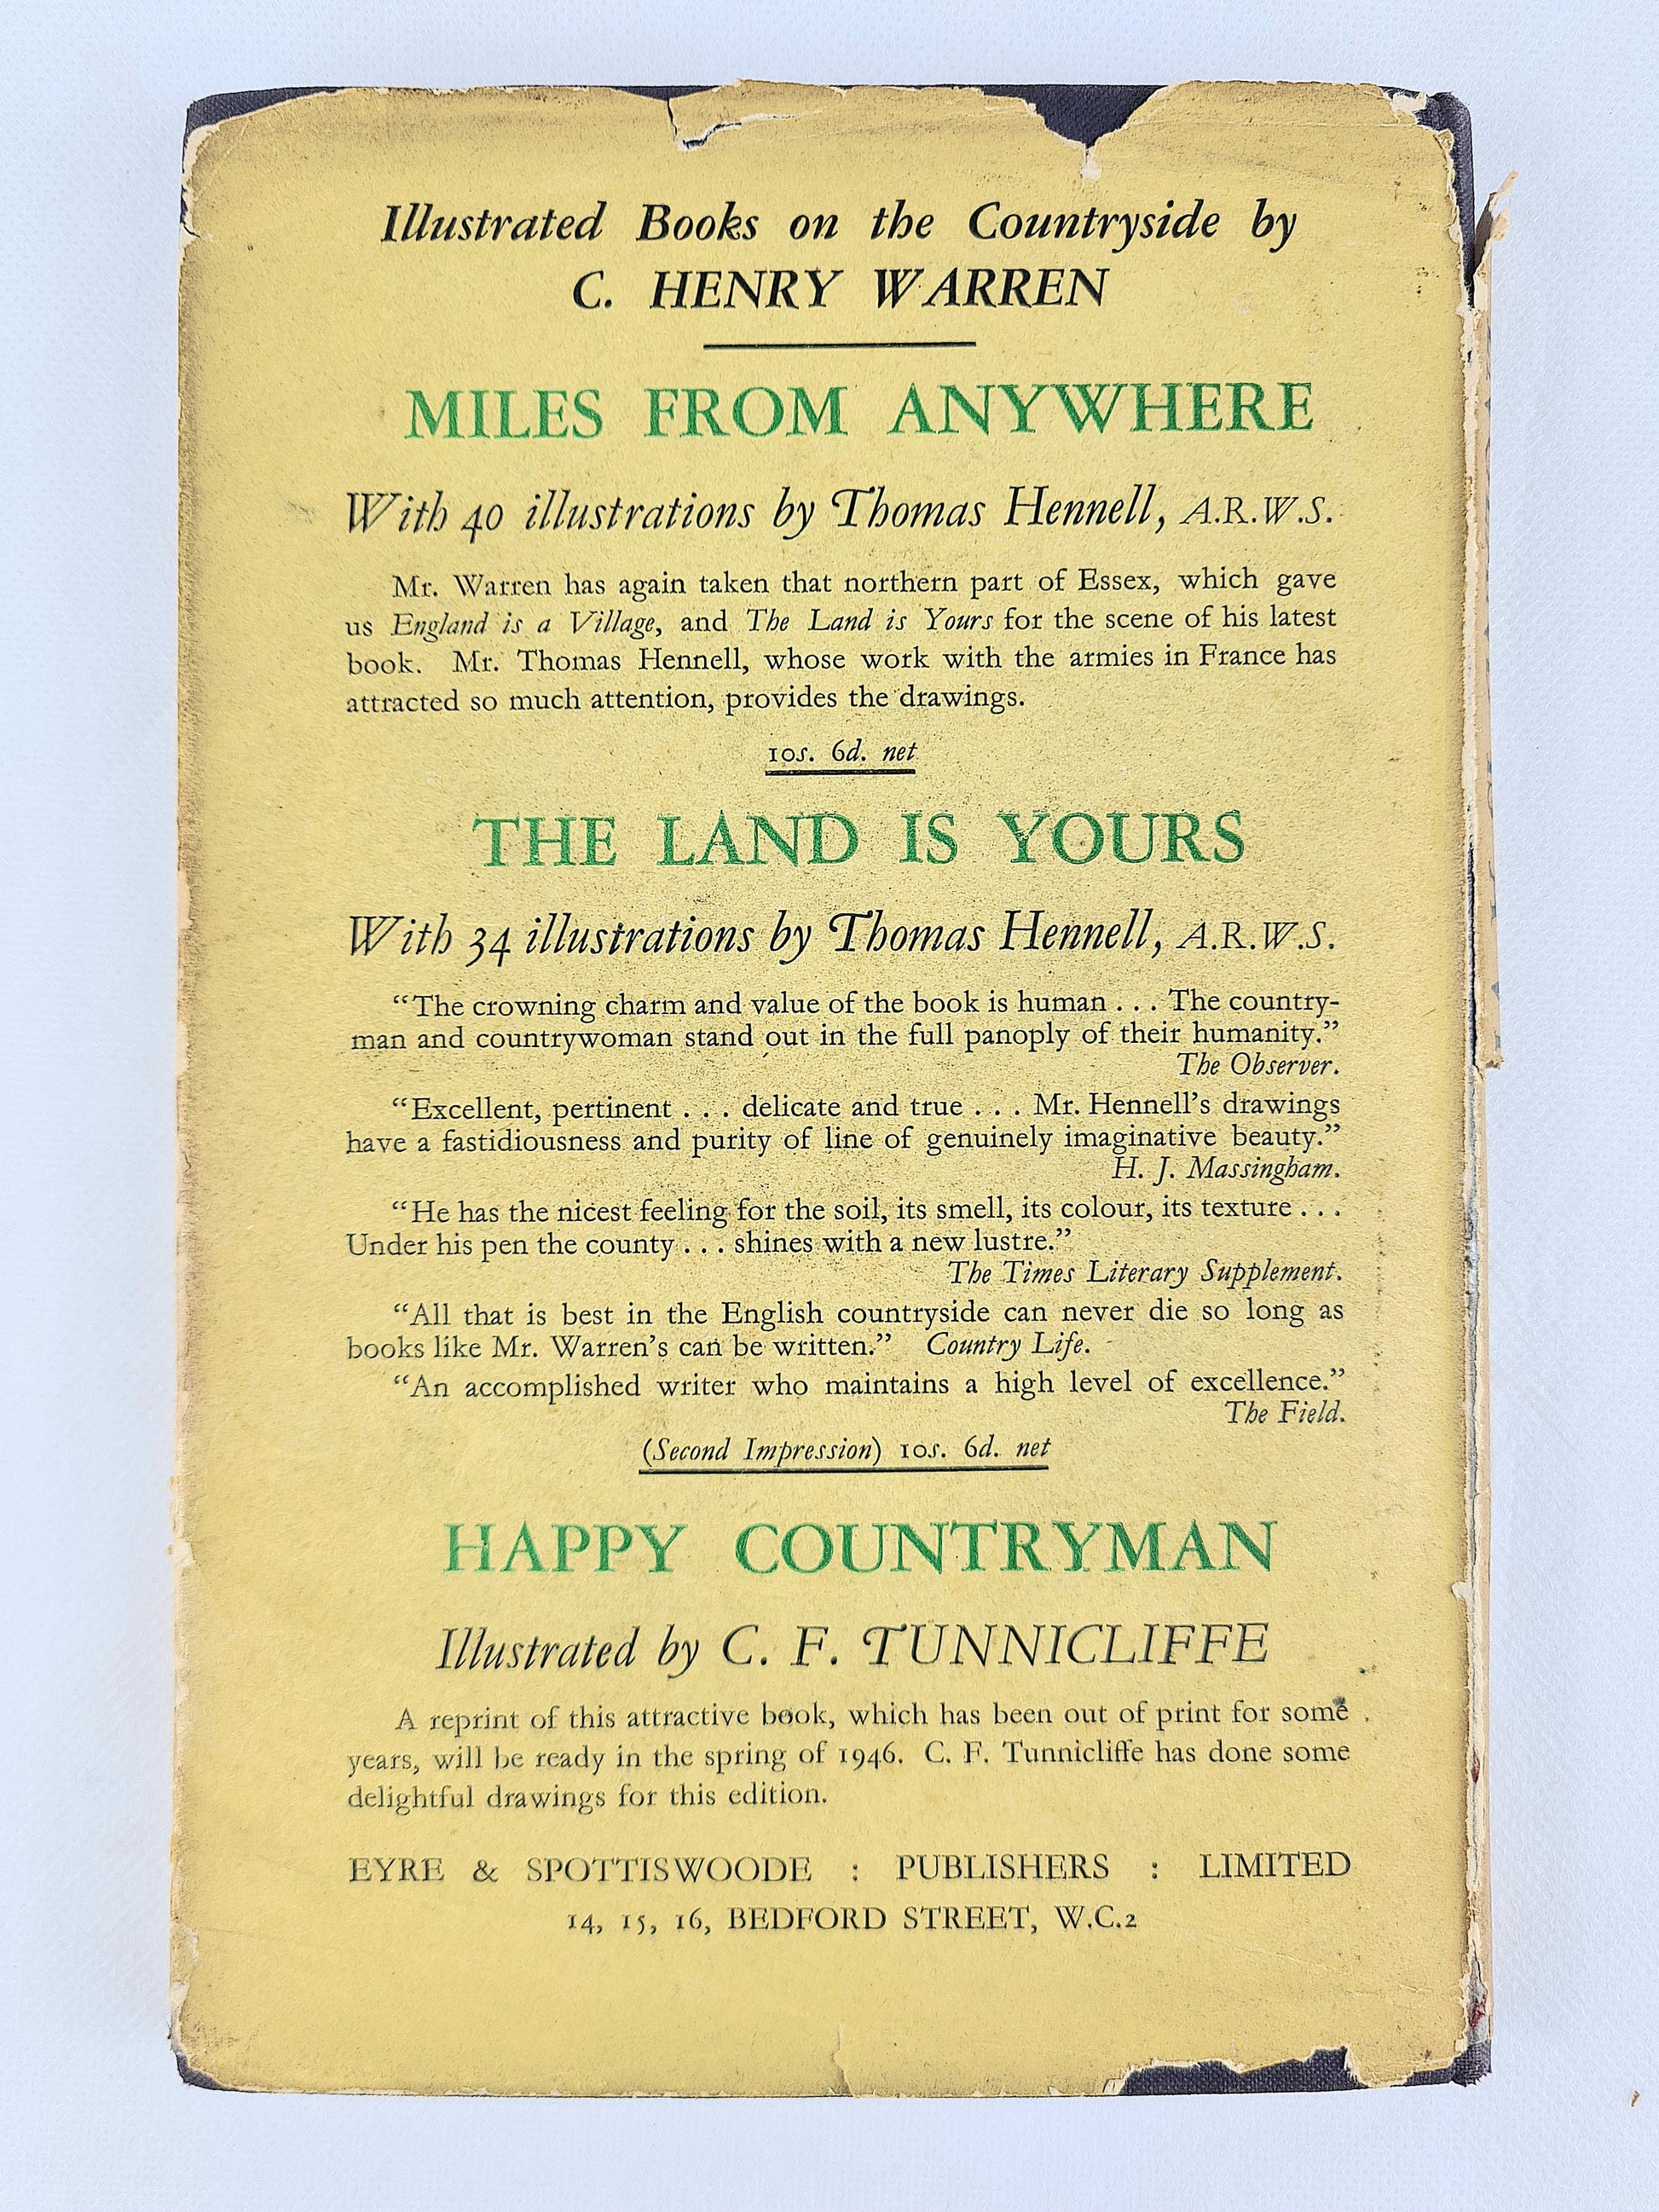 Illustrated Books on the Countryside by
C. HENRY WARREN
MILES FROM ANYWHERE
With 40 illustrations by Thomas Hennell, A.R.W.S.
Mr. Warren has again taken that northern part of Essex, which gave
us England is a Village, and The Land is Yours for the scene of his latest
book. Mr. Thomas Hennell, whose work with the armies in France has
attracted so much attention, provides the drawings.
10s. 6d. net
THE LAND IS YOURS
With 34 illustrations by Thomas Hennell, A.R.W.S.
“The crowning charm and value of the book is human . . . The country-
man and countrywoman stand out in the full panoply of their humanity.”
The Observer.
“Excellent, pertinent . . . delicate and true . . . Mr. Hennell’s drawings
have a fastidiousness and purity of line of genuinely imaginative beauty.”
H. J. Massingham.
“He has the nicest feeling for the soil, its smell, its colour, its texture . . .
Under his pen the county . . . shines with a new lustre.”
The Times Literary Supplement.
“All that is best in the English countryside can never die so long as
books like Mr. Warren’s can be written.” Country Life.
“An accomplished writer who maintains a high level of excellence.”
The Field.
(Second Impression) 10s. 6d. net
HAPPY COUNTRYMAN
Illustrated by C. F. TUNNICLIFFE
A reprint of this attractive book, which has been out of print for some
years, will be ready in the spring of 1946. C. F. Tunnicliffe has done some
delightful drawings for this edition.
EYRE & SPOTTISWOODE : PUBLISHERS : LIMITED
14, 15, 16, BEDFORD STREET, W.C.2